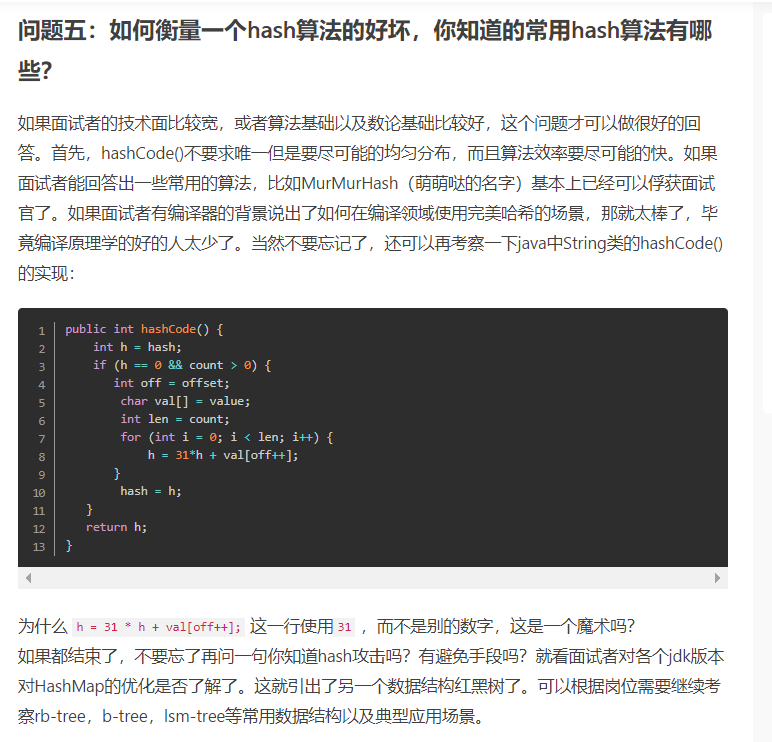 问题五：如何衡量一个hash算法的好坏，你知道的常用hash算法有哪
些？
如果面试者的技术面比较宽，或者算法基础以及数论基础比较好，这个问题才可以做很好的回
答。首先，hashCode()不要求唯一但是要尽可能的均匀分布，而且算法效率要尽可能的快。如果
面试者能回答出一些常用的算法，比如MurMurHash（萌萌哒的名字）基本上已经可以俘获面试
官了。如果面试者有编译器的背景说出了如何在编译领域使用完美哈希的场景，那就太棒了，毕
竟编译原理学的好的人太少了。当然不要忘记了，还可以再考察一下java中String类的hashCode()
的实现：
1 public int hashCode() {
2 int h = hash;
3 if (h == 0 && count > 0) {
4 int off = offset;
5 char val[] = value;
6 int len = count;
7 for (int i = 0; i < len; i++) {
8 h = 31*h + val[off++];
9 }
10 hash = h;
11 }
12 return h;
13 }
为什么 h = 31 * h + val[off++]; 这一行使用 31 ，而不是别的数字，这是一个魔术吗？
如果都结束了，不要忘了再问一句你知道hash攻击吗？有避免手段吗？就看面试者对各个jdk版本
对HashMap的优化是否了解了。这就引出了另一个数据结构红黑树了。可以根据岗位需要继续考
察rb-tree，b-tree，lsm-tree等常用数据结构以及典型应用场景。